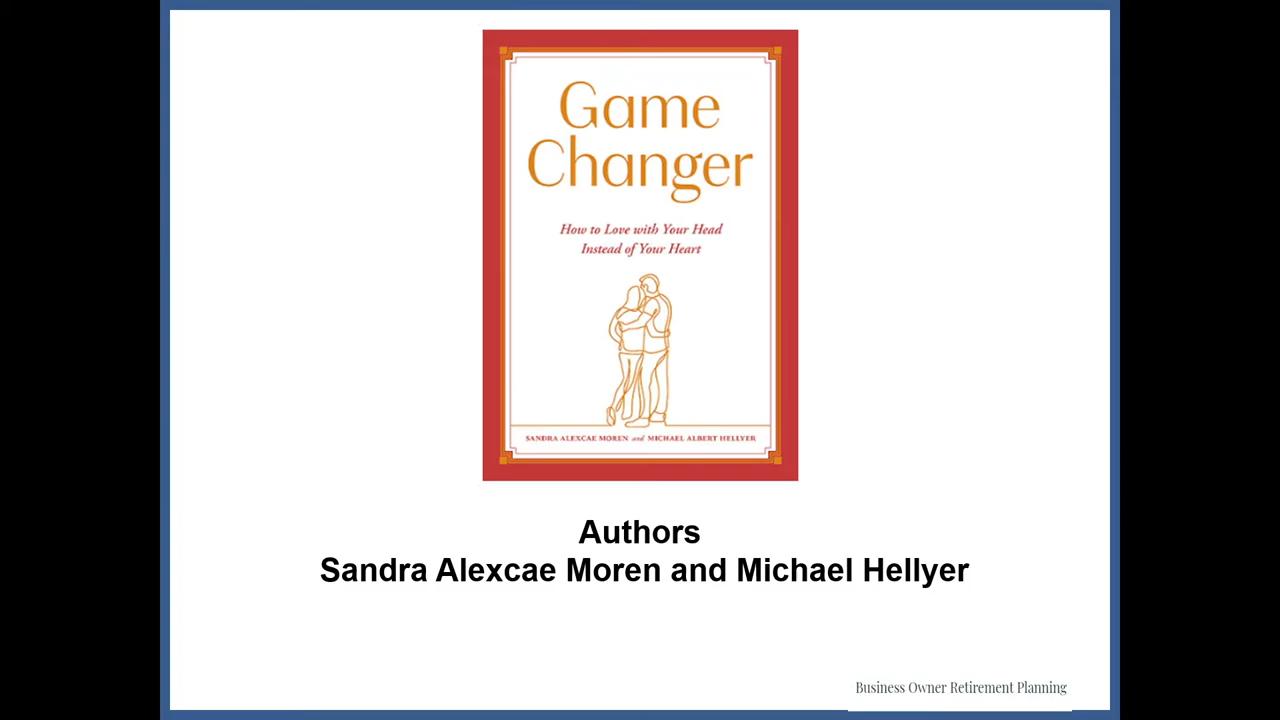 Game
Changer
How to Love with Your Head
Instead of Your Heart
SANDRA ALEXCAE MOREN and MICHAEL ALBERT HELLYER
Authors
Sandra Alexcae Moren and Michael Hellyer
Business Owner Retirement Planning